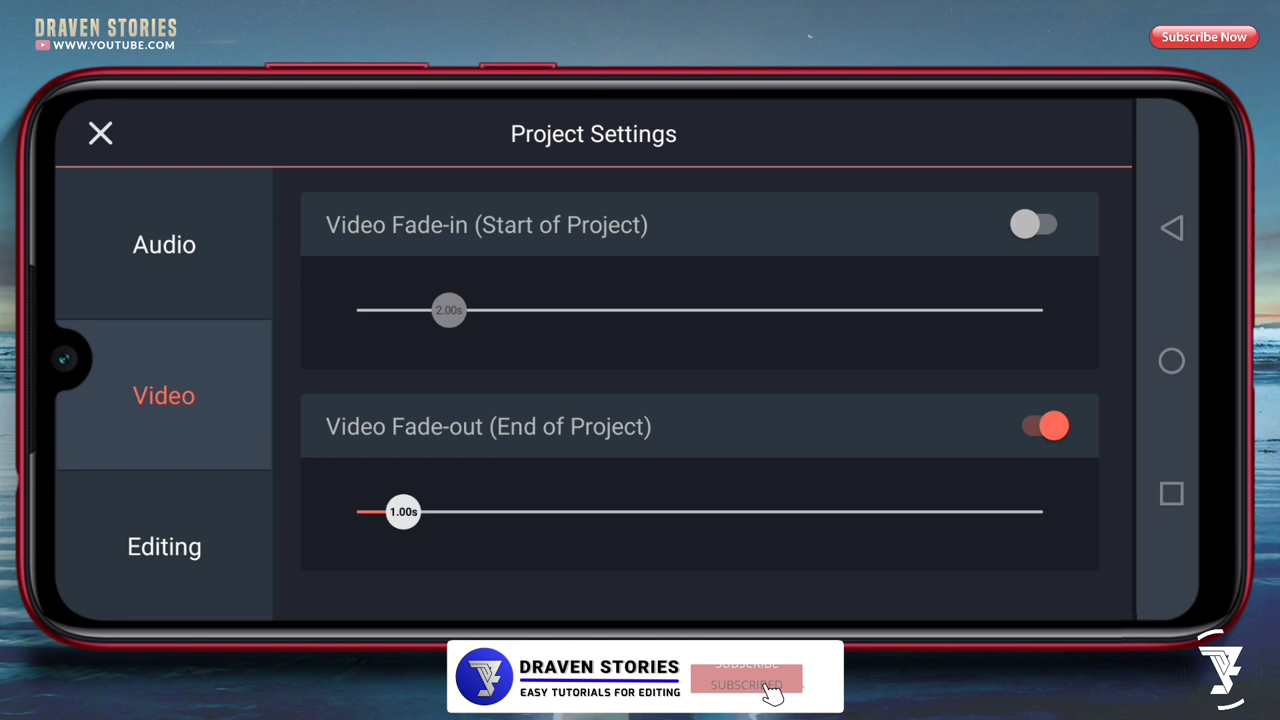 DRAVEN STORIES
WWW.YOUTUBE.COM
Subscribe Now
Project Settings
Audio
Video Fade-in (Start of Project)
2.00s
Video
Video Fade-out (End of Project)
1.00s
Editing
DRAVEN STORIES
EASY TUTORIALS FOR EDITING
SUBSCRIBE
SUBSCRIBED